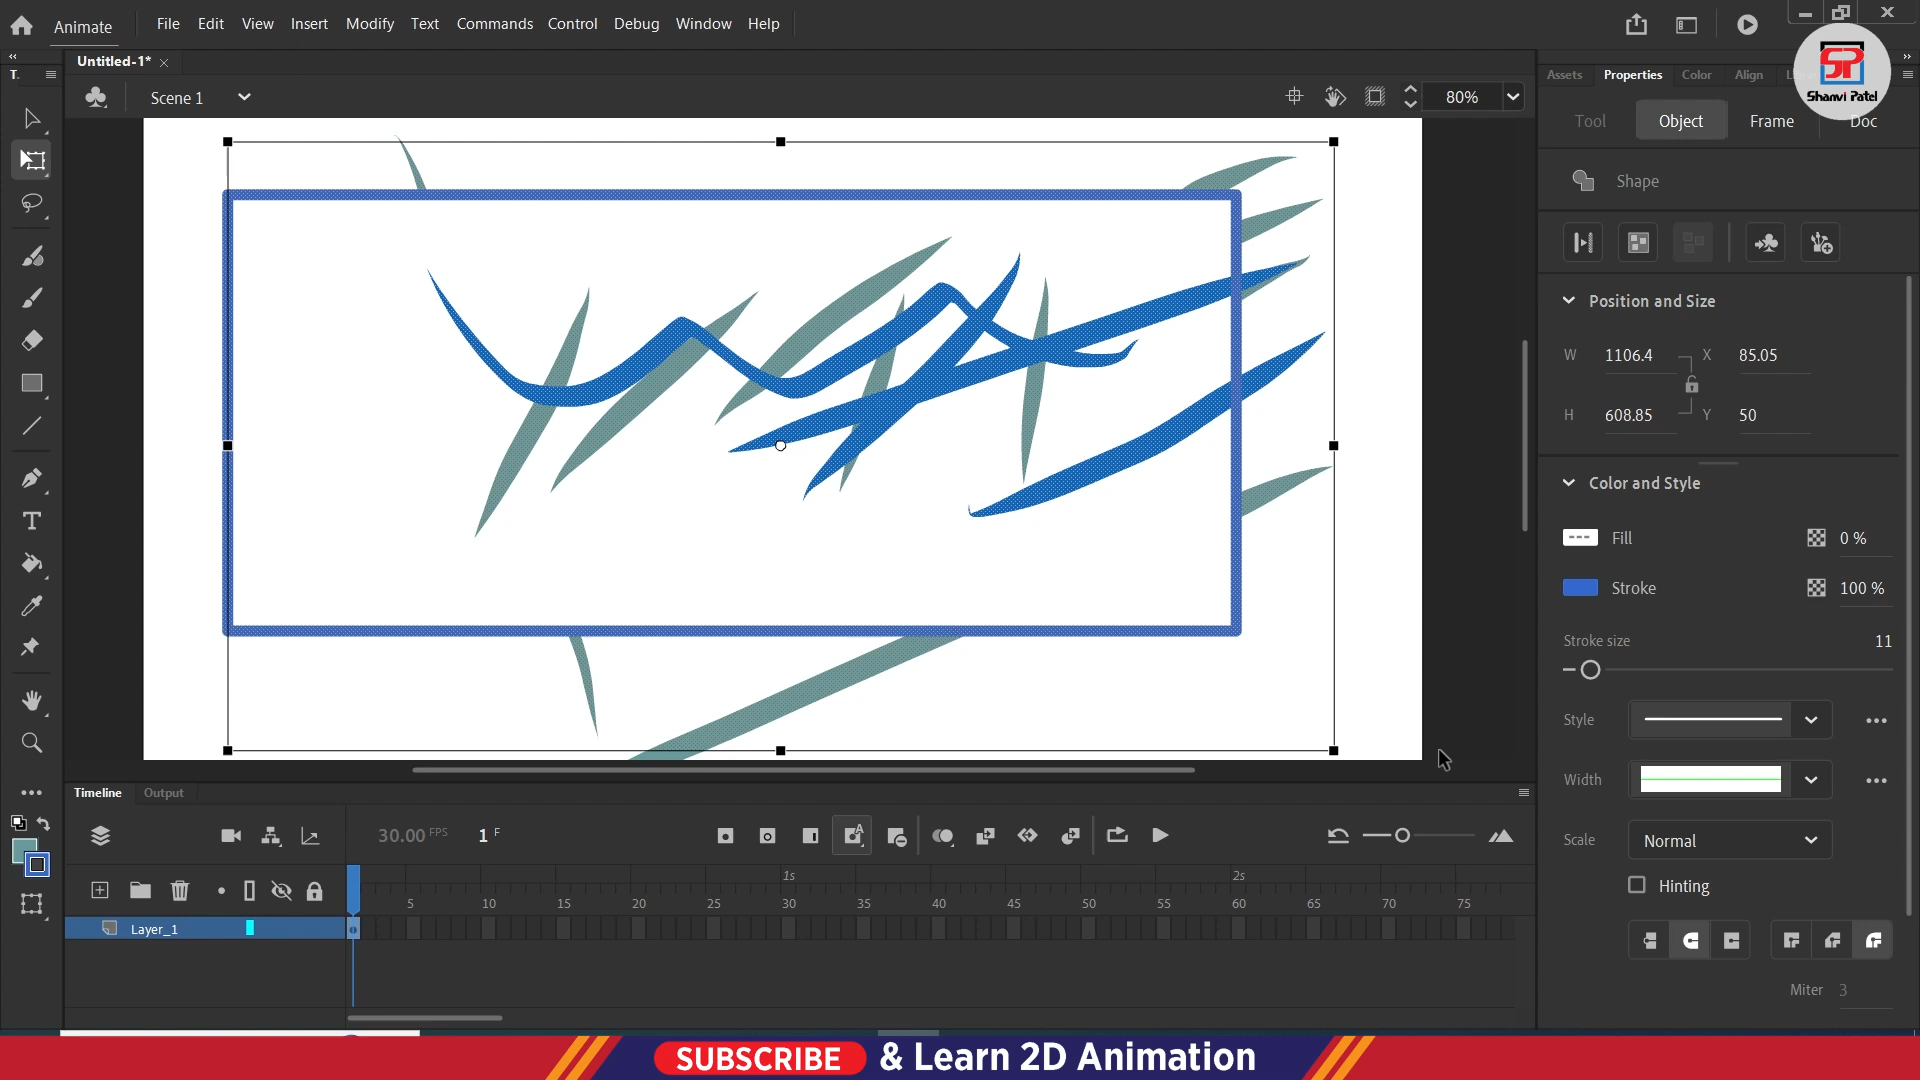 Animate
File Edit View Insert Modify Text Commands Control Debug Window Help
T.
Untitled-1*
Scene 1
80%
Assets Properties Color Align
SP
Shanvi Patel
Tool Object Frame Doc
Shape
Position and Size
W 1106.4 X 85.05
H 608.85 Y 50
Color and Style
Fill 0 %
Stroke 100 %
Stroke size 11
Style
Width
Scale Normal
Hinting
Miter 3
Timeline Output
30.00 FPS 1 F
1s 2s
5 10 15 20 25 30 35 40 45 50 55 60 65 70 75
Layer_1
SUBSCRIBE & Learn 2D Animation